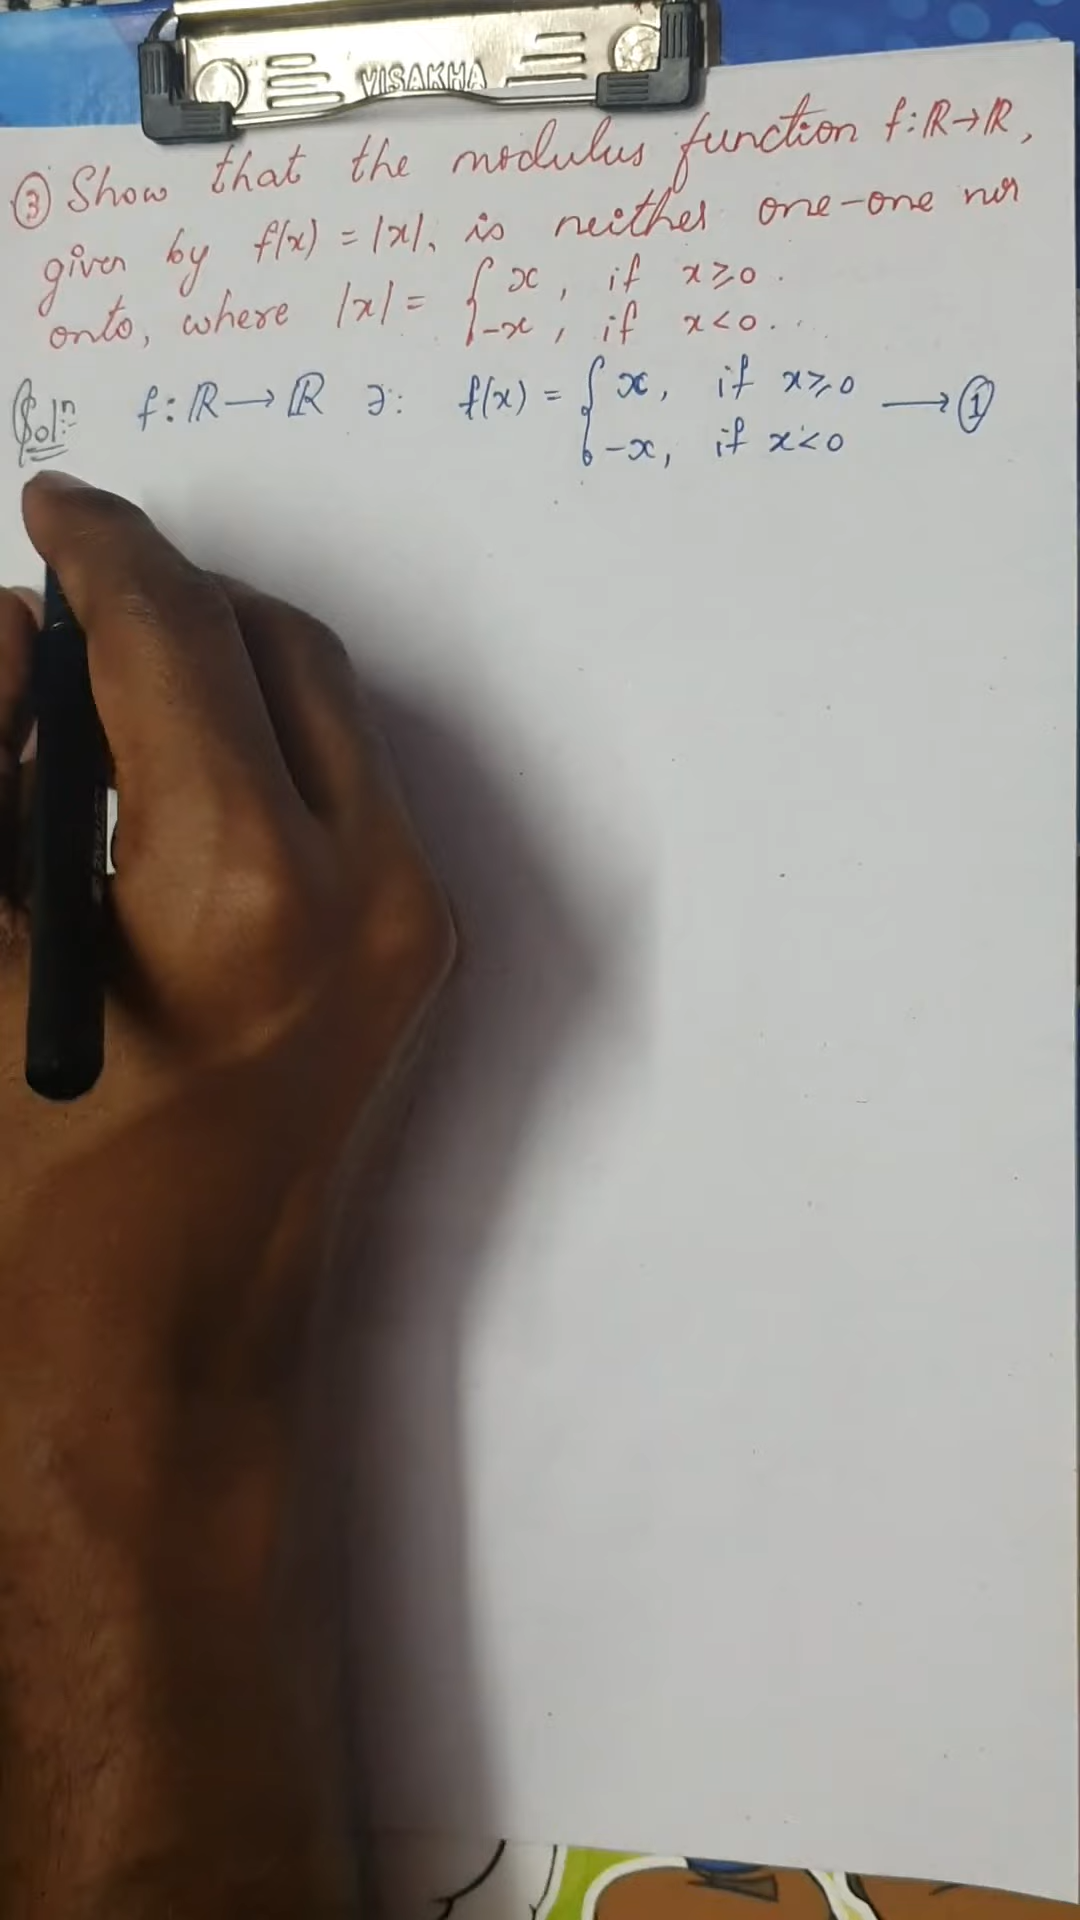 VISAKHA
③ Show that the modulus function f:ℝ→ℝ,
given by f(x) = |x|, is neither one-one nor
onto, where |x| = { x, if x≥0.
-x, if x<0.
Solⁿ:- f:ℝ→ℝ ∋: f(x) = { x, if x≥0 → ①
-x, if x<0